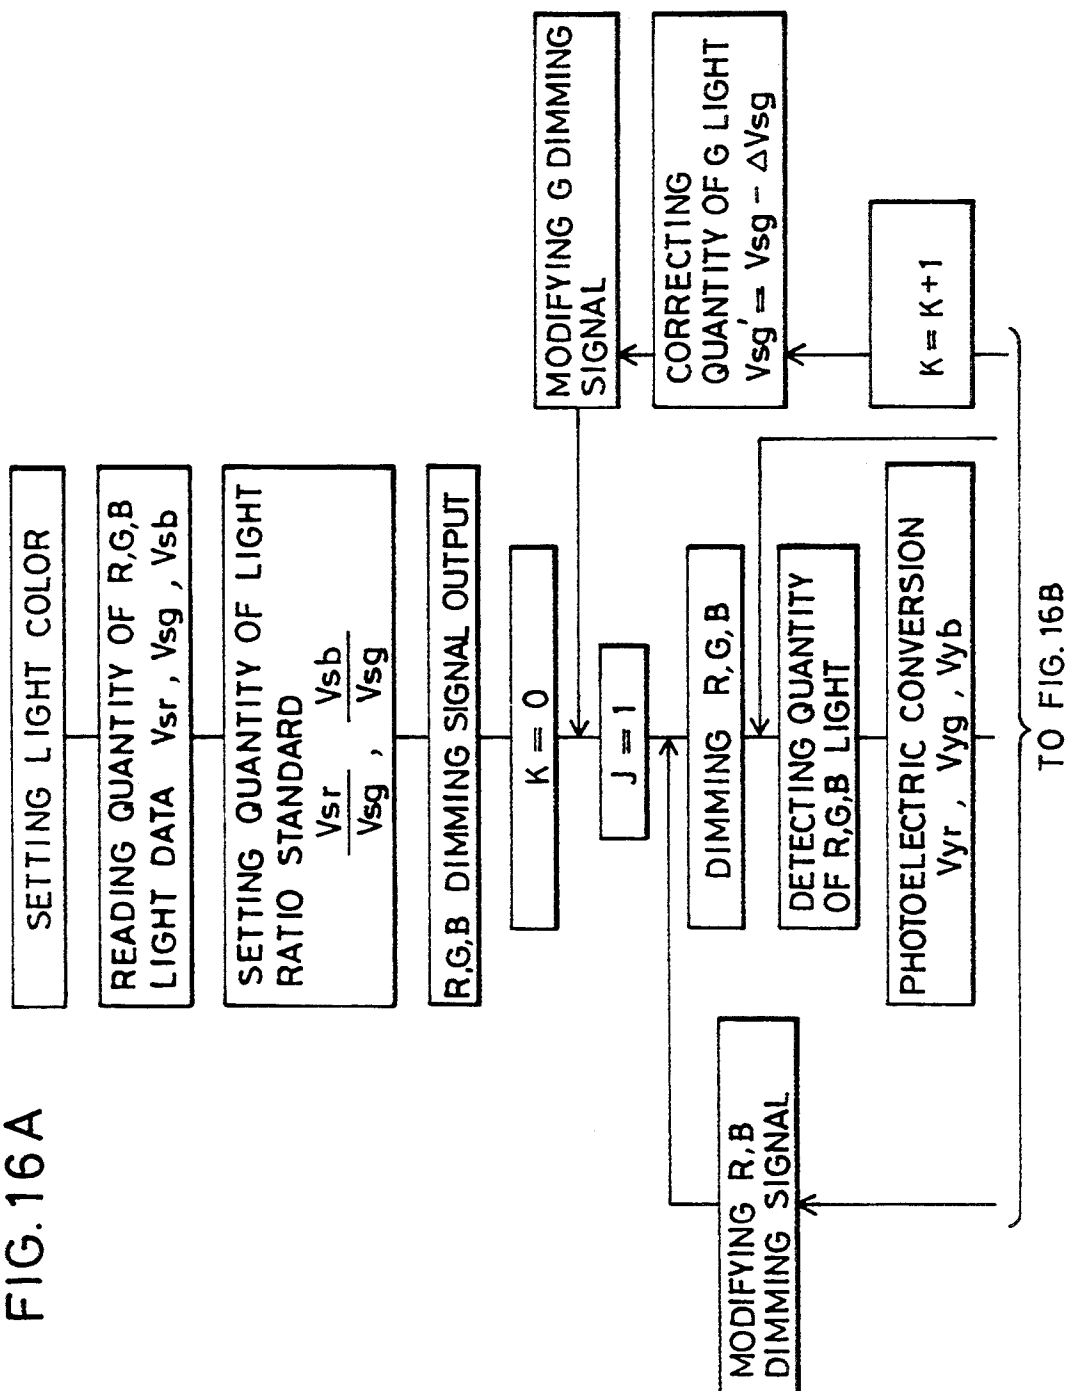 FIG. 16A
SETTING LIGHT COLOR
READING QUANTITY OF R,G,B
LIGHT DATA Vsr, Vsg, Vsb
SETTING QUANTITY OF LIGHT
RATIO STANDARD
Vsr / Vsg , Vsb / Vsg
R,G,B DIMMING SIGNAL OUTPUT
K = 0
J = 1
DIMMING R,G,B
DETECTING QUANTITY
OF R,G,B LIGHT
PHOTOELECTRIC CONVERSION
Vyr, Vyg, Vyb
MODIFYING R,B
DIMMING SIGNAL
MODIFYING G DIMMING
SIGNAL
CORRECTING
QUANTITY OF G LIGHT
Vsg' = Vsg - ΔVsg
K = K+1
TO FIG. 16B